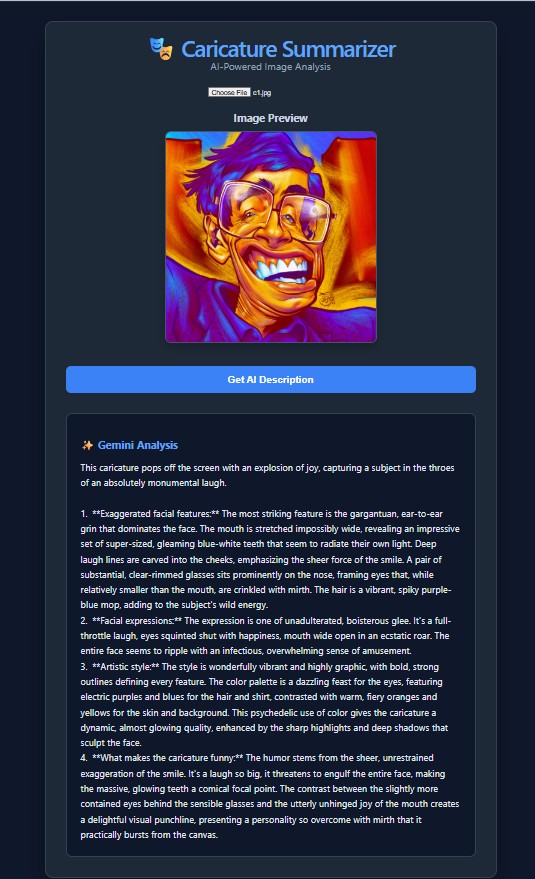 Caricature Summarizer
AI-Powered Image Analysis
Choose File c1.jpg
Image Preview
Get AI Description
✨ Gemini Analysis
This caricature pops off the screen with an explosion of joy, capturing a subject in the throes
of an absolutely monumental laugh.
1. **Exaggerated facial features:** The most striking feature is the gargantuan, ear-to-ear
grin that dominates the face. The mouth is stretched impossibly wide, revealing an impressive
set of super-sized, gleaming blue-white teeth that seem to radiate their own light. Deep
laugh lines are carved into the cheeks, emphasizing the sheer force of the smile. A pair of
substantial, clear-rimmed glasses sits prominently on the nose, framing eyes that, while
relatively smaller than the mouth, are crinkled with mirth. The hair is a vibrant, spiky purple-
blue mop, adding to the subject's wild energy.
2. **Facial expressions:** The expression is one of unadulterated, boisterous glee. It's a full-
throttle laugh, eyes squinted shut with happiness, mouth wide open in an ecstatic roar. The
entire face seems to ripple with an infectious, overwhelming sense of amusement.
3. **Artistic style:** The style is wonderfully vibrant and highly graphic, with bold, strong
outlines defining every feature. The color palette is a dazzling feast for the eyes, featuring
electric purples and blues for the hair and shirt, contrasted with warm, fiery oranges and
yellows for the skin and background. This psychedelic use of color gives the caricature a
dynamic, almost glowing quality, enhanced by the sharp highlights and deep shadows that
sculpt the face.
4. **What makes the caricature funny:** The humor stems from the sheer, unrestrained
exaggeration of the smile. It's a laugh so big, it threatens to engulf the entire face, making
the massive, glowing teeth a comical focal point. The contrast between the slightly more
contained eyes behind the sensible glasses and the utterly unhinged joy of the mouth creates
a delightful visual punchline, presenting a personality so overcome with mirth that it
practically bursts from the canvas.